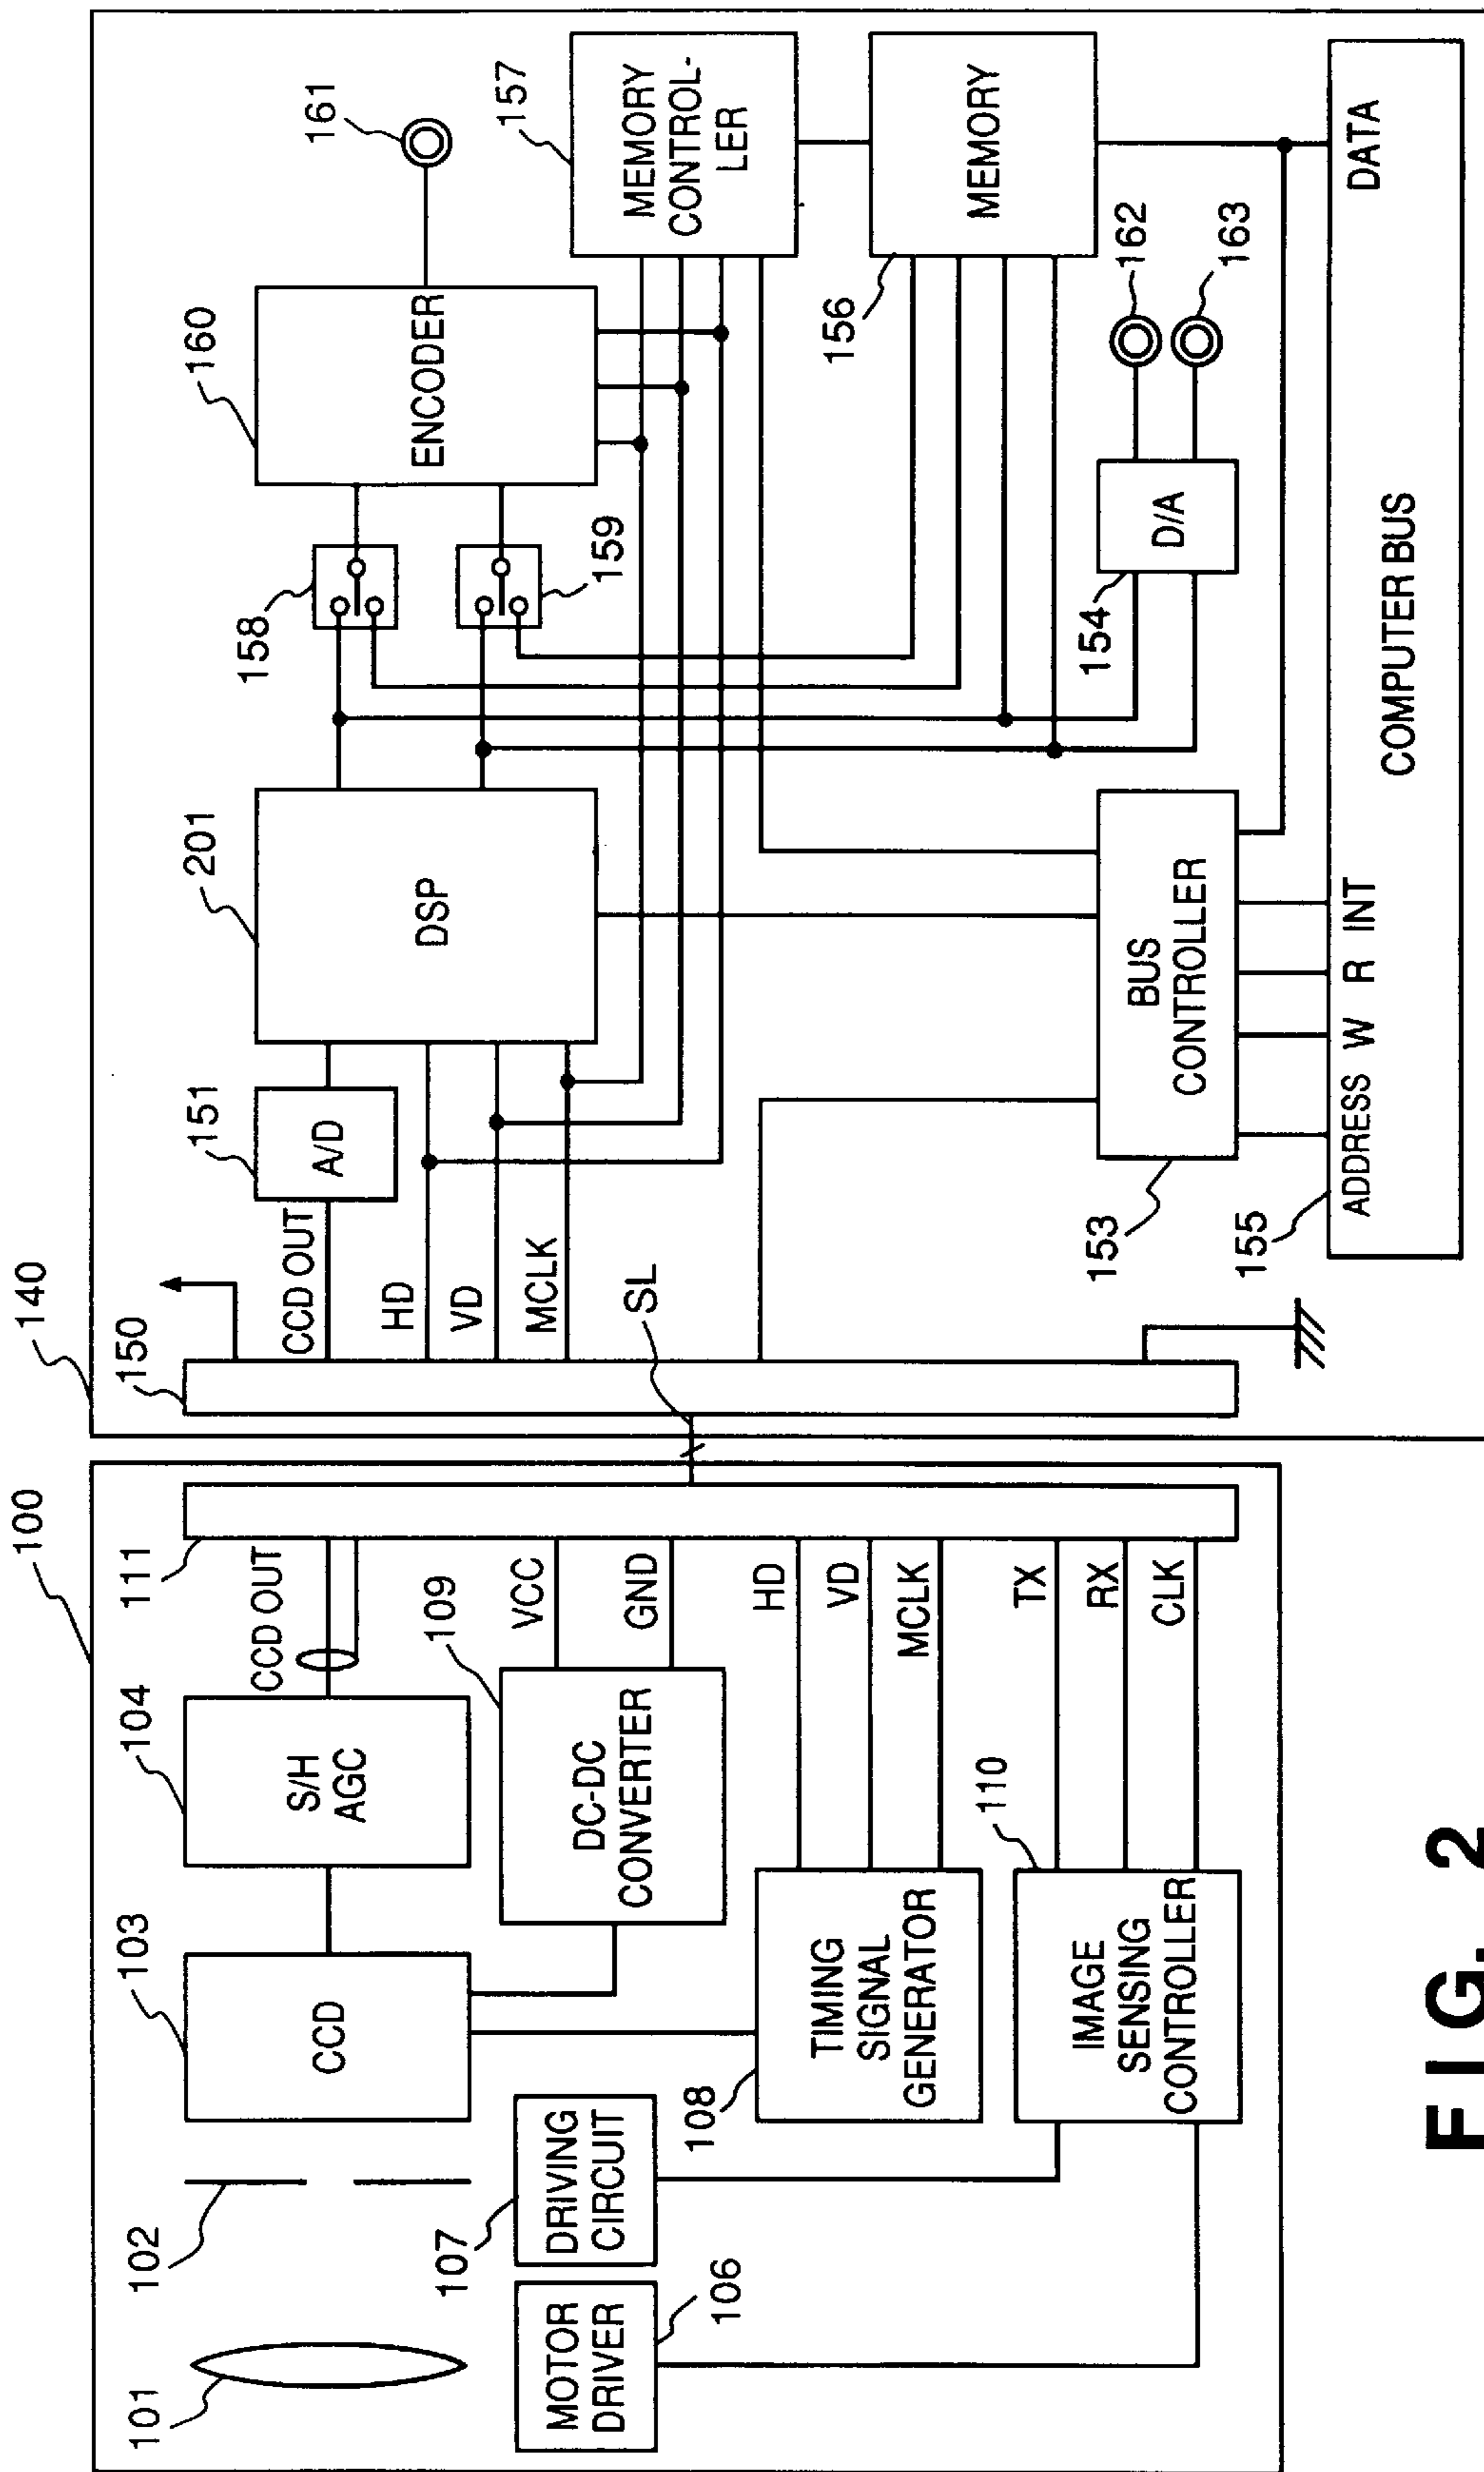 100
140
101
102
103
CCD
104
S/H
AGC
CCD OUT
111
MOTOR
DRIVER
106
107
DRIVING
CIRCUIT
109
DC-DC
CONVERTER
VCC
GND
108
TIMING
SIGNAL
GENERATOR
HD
VD
MCLK
110
IMAGE
SENSING
CONTROLLER
TX
RX
CLK
SL
150
CCD OUT
HD
VD
MCLK
151
A/D
201
DSP
158
159
160
ENCODER
161
157
MEMORY
CONTROL-
LER
156
MEMORY
162
163
154
D/A
153
BUS
CONTROLLER
155
ADDRESS W R INT DATA
COMPUTER BUS
FIG. 2